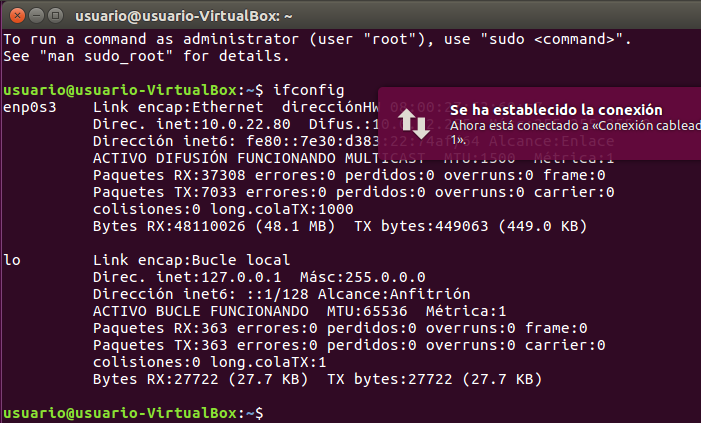 usuario@usuario-VirtualBox: ~
To run a command as administrator (user "root"), use "sudo <command>".
See "man sudo_root" for details.
usuario@usuario-VirtualBox:~$ ifconfig
enp0s3 Link encap:Ethernet direcciónHW
Direc. inet:10.0.22.80 Difus.:
Dirección inet6: fe80::7e30:d383: Alcance:Enlace
ACTIVO DIFUSIÓN FUNCIONANDO MULTICAST MTU:1500 Métrica:1
Se ha establecido la conexión
Ahora está conectado a «Conexión cablead
1».
Paquetes RX:37308 errores:0 perdidos:0 overruns:0 frame:0
Paquetes TX:7033 errores:0 perdidos:0 overruns:0 carrier:0
colisiones:0 long.colaTX:1000
Bytes RX:48110026 (48.1 MB) TX bytes:449063 (449.0 KB)
lo Link encap:Bucle local
Direc. inet:127.0.0.1 Másc:255.0.0.0
Dirección inet6: ::1/128 Alcance:Anfitrión
ACTIVO BUCLE FUNCIONANDO MTU:65536 Métrica:1
Paquetes RX:363 errores:0 perdidos:0 overruns:0 frame:0
Paquetes TX:363 errores:0 perdidos:0 overruns:0 carrier:0
colisiones:0 long.colaTX:1
Bytes RX:27722 (27.7 KB) TX bytes:27722 (27.7 KB)
usuario@usuario-VirtualBox:~$